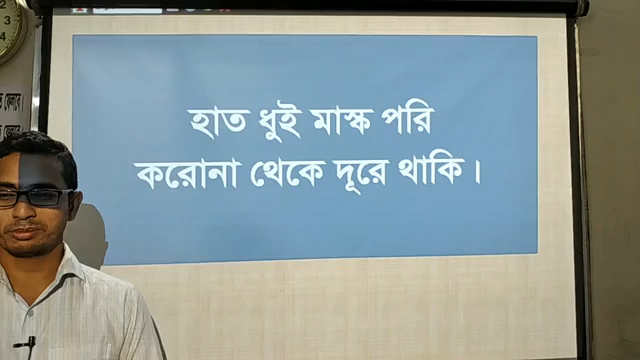 হাত ধুই মাস্ক পরি
করোনা থেকে দূরে থাকি।